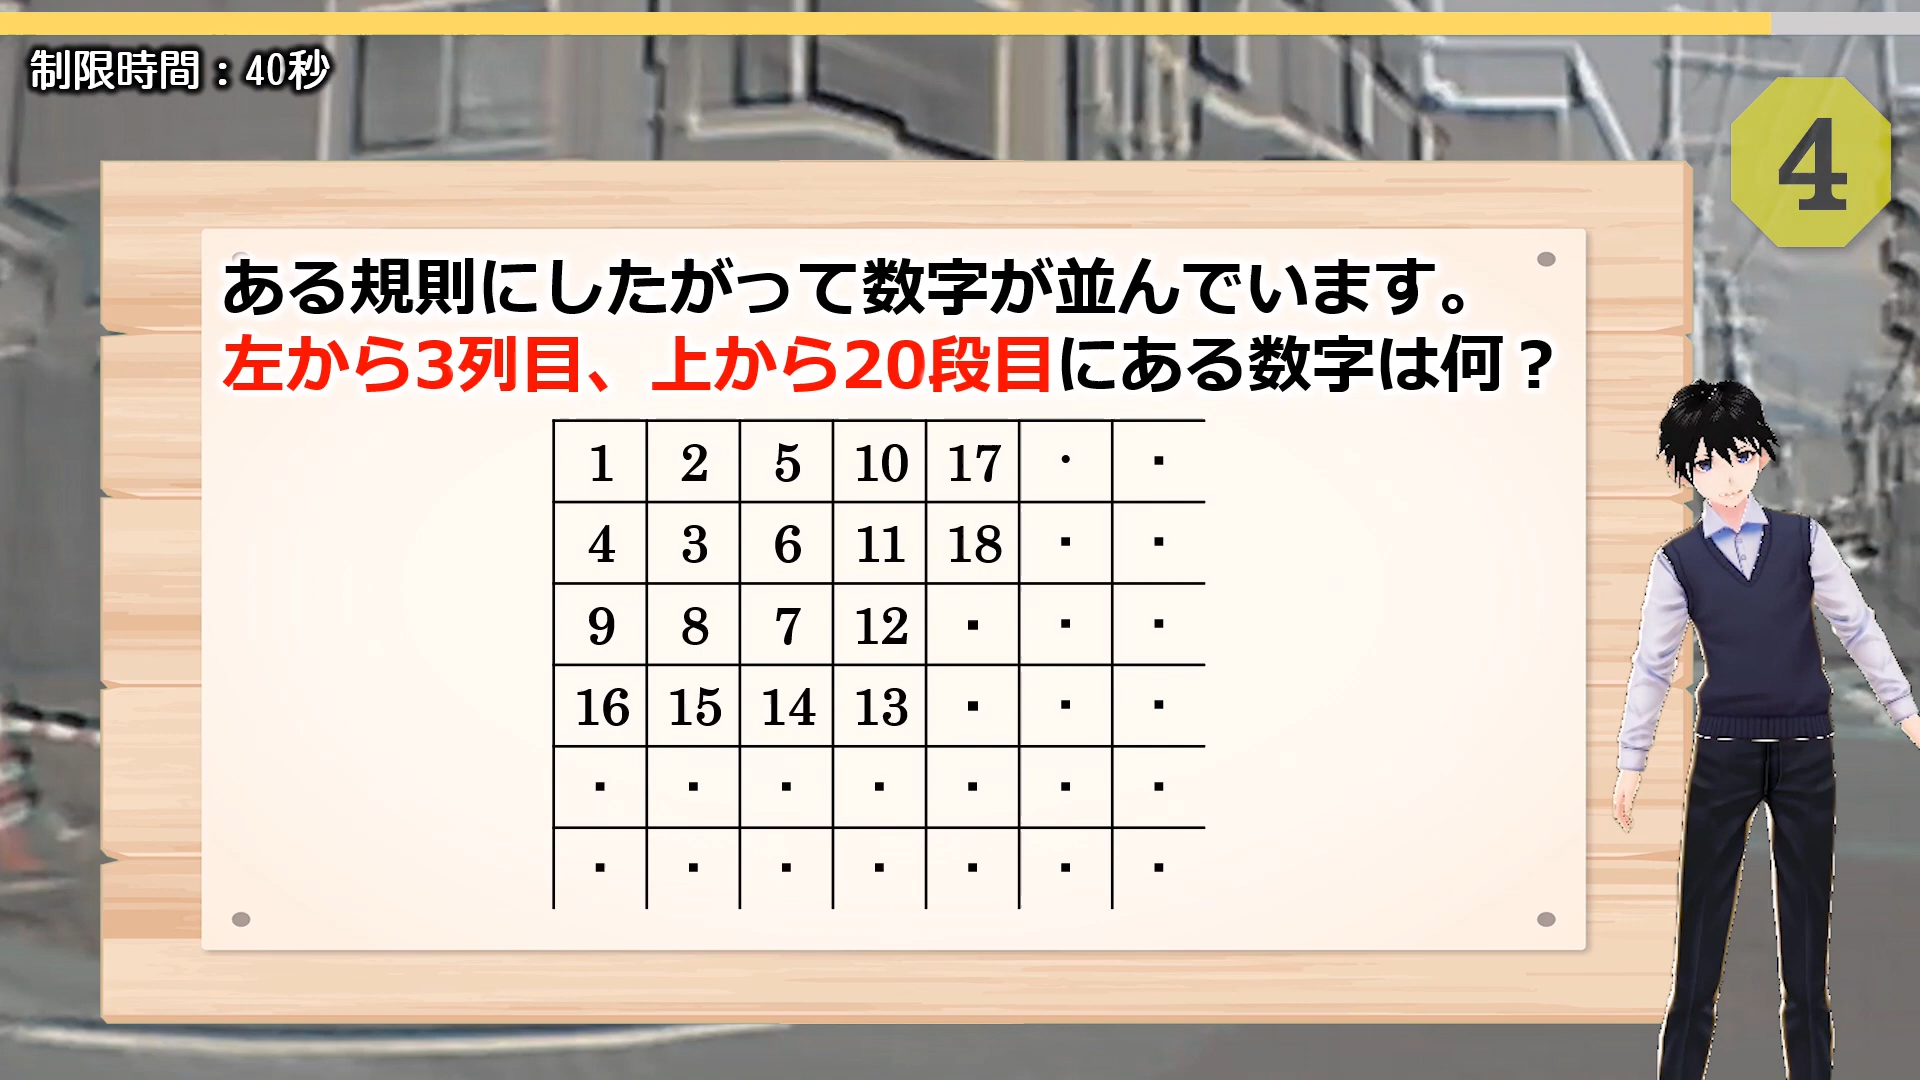 制限時間：40秒
4
ある規則にしたがって数字が並んでいます。
左から3列目、上から20段目にある数字は何？
1 2 5 10 17 ・ ・
4 3 6 11 18 ・ ・
9 8 7 12 ・ ・ ・
16 15 14 13 ・ ・ ・
・ ・ ・ ・ ・ ・ ・
・ ・ ・ ・ ・ ・ ・